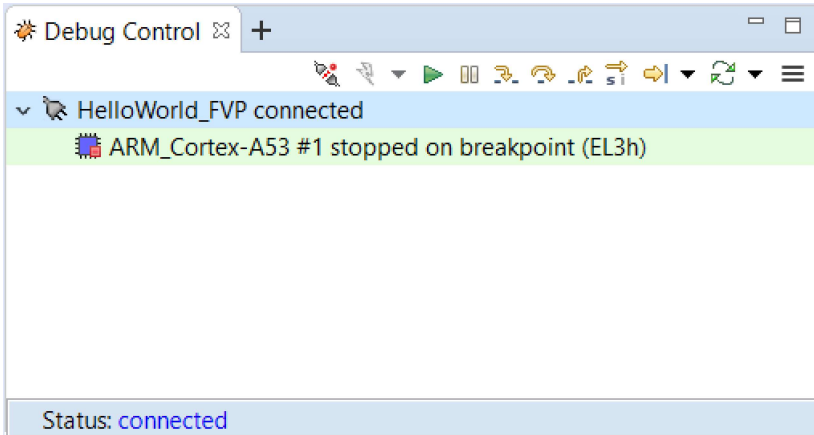 Debug Control
HelloWorld_FVP connected
ARM_Cortex-A53 #1 stopped on breakpoint (EL3h)
Status: connected